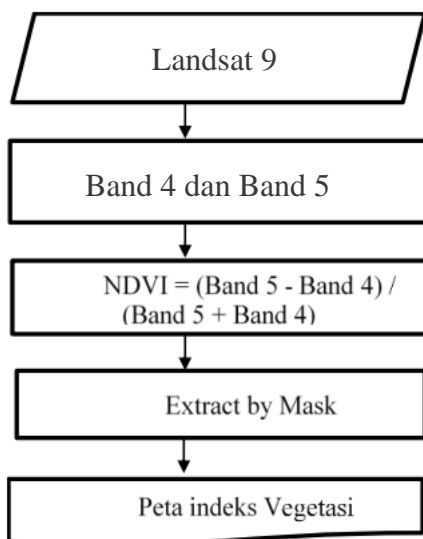 Landsat 9
Band 4 dan Band 5
NDVI = (Band 5 - Band 4) /
(Band 5 + Band 4)
Extract by Mask
Peta indeks Vegetasi